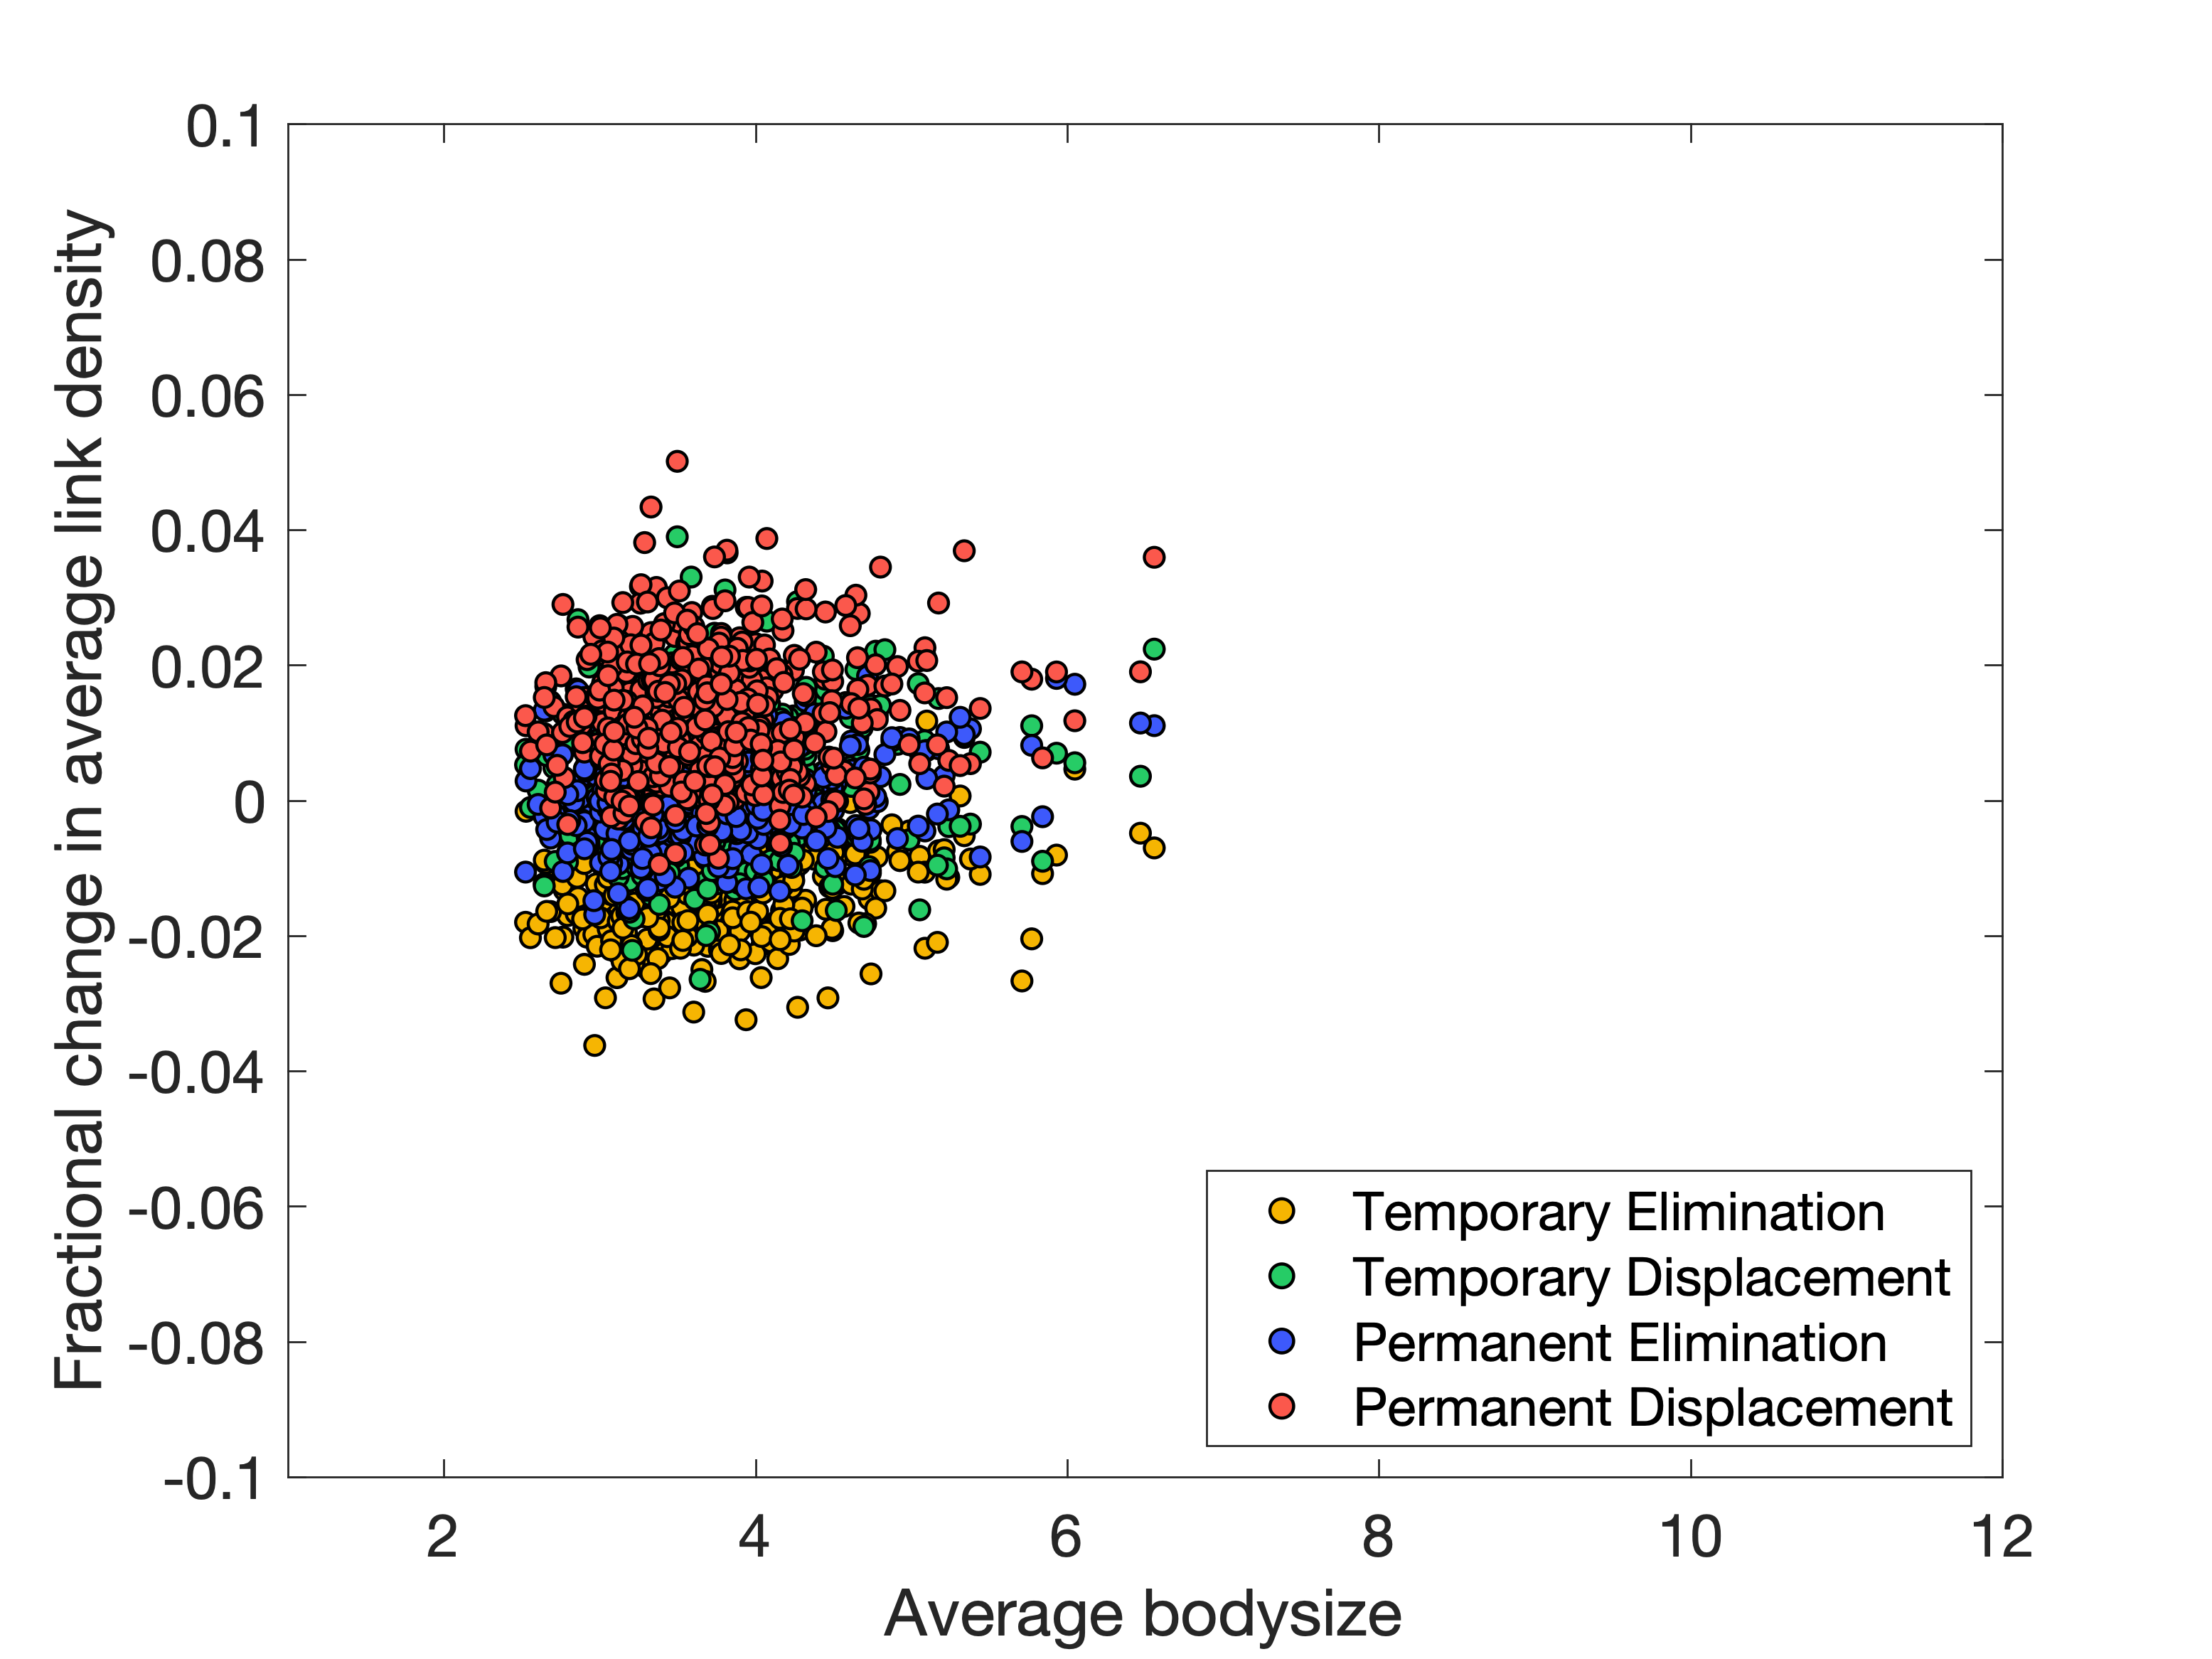 Fractional change in average link density
0.1
0.08
0.06
0.04
0.02
0
-0.02
-0.04
-0.06
-0.08
-0.1
Temporary Elimination
Temporary Displacement
Permanent Elimination
Permanent Displacement
2 4 6 8 10 12
Average bodysize